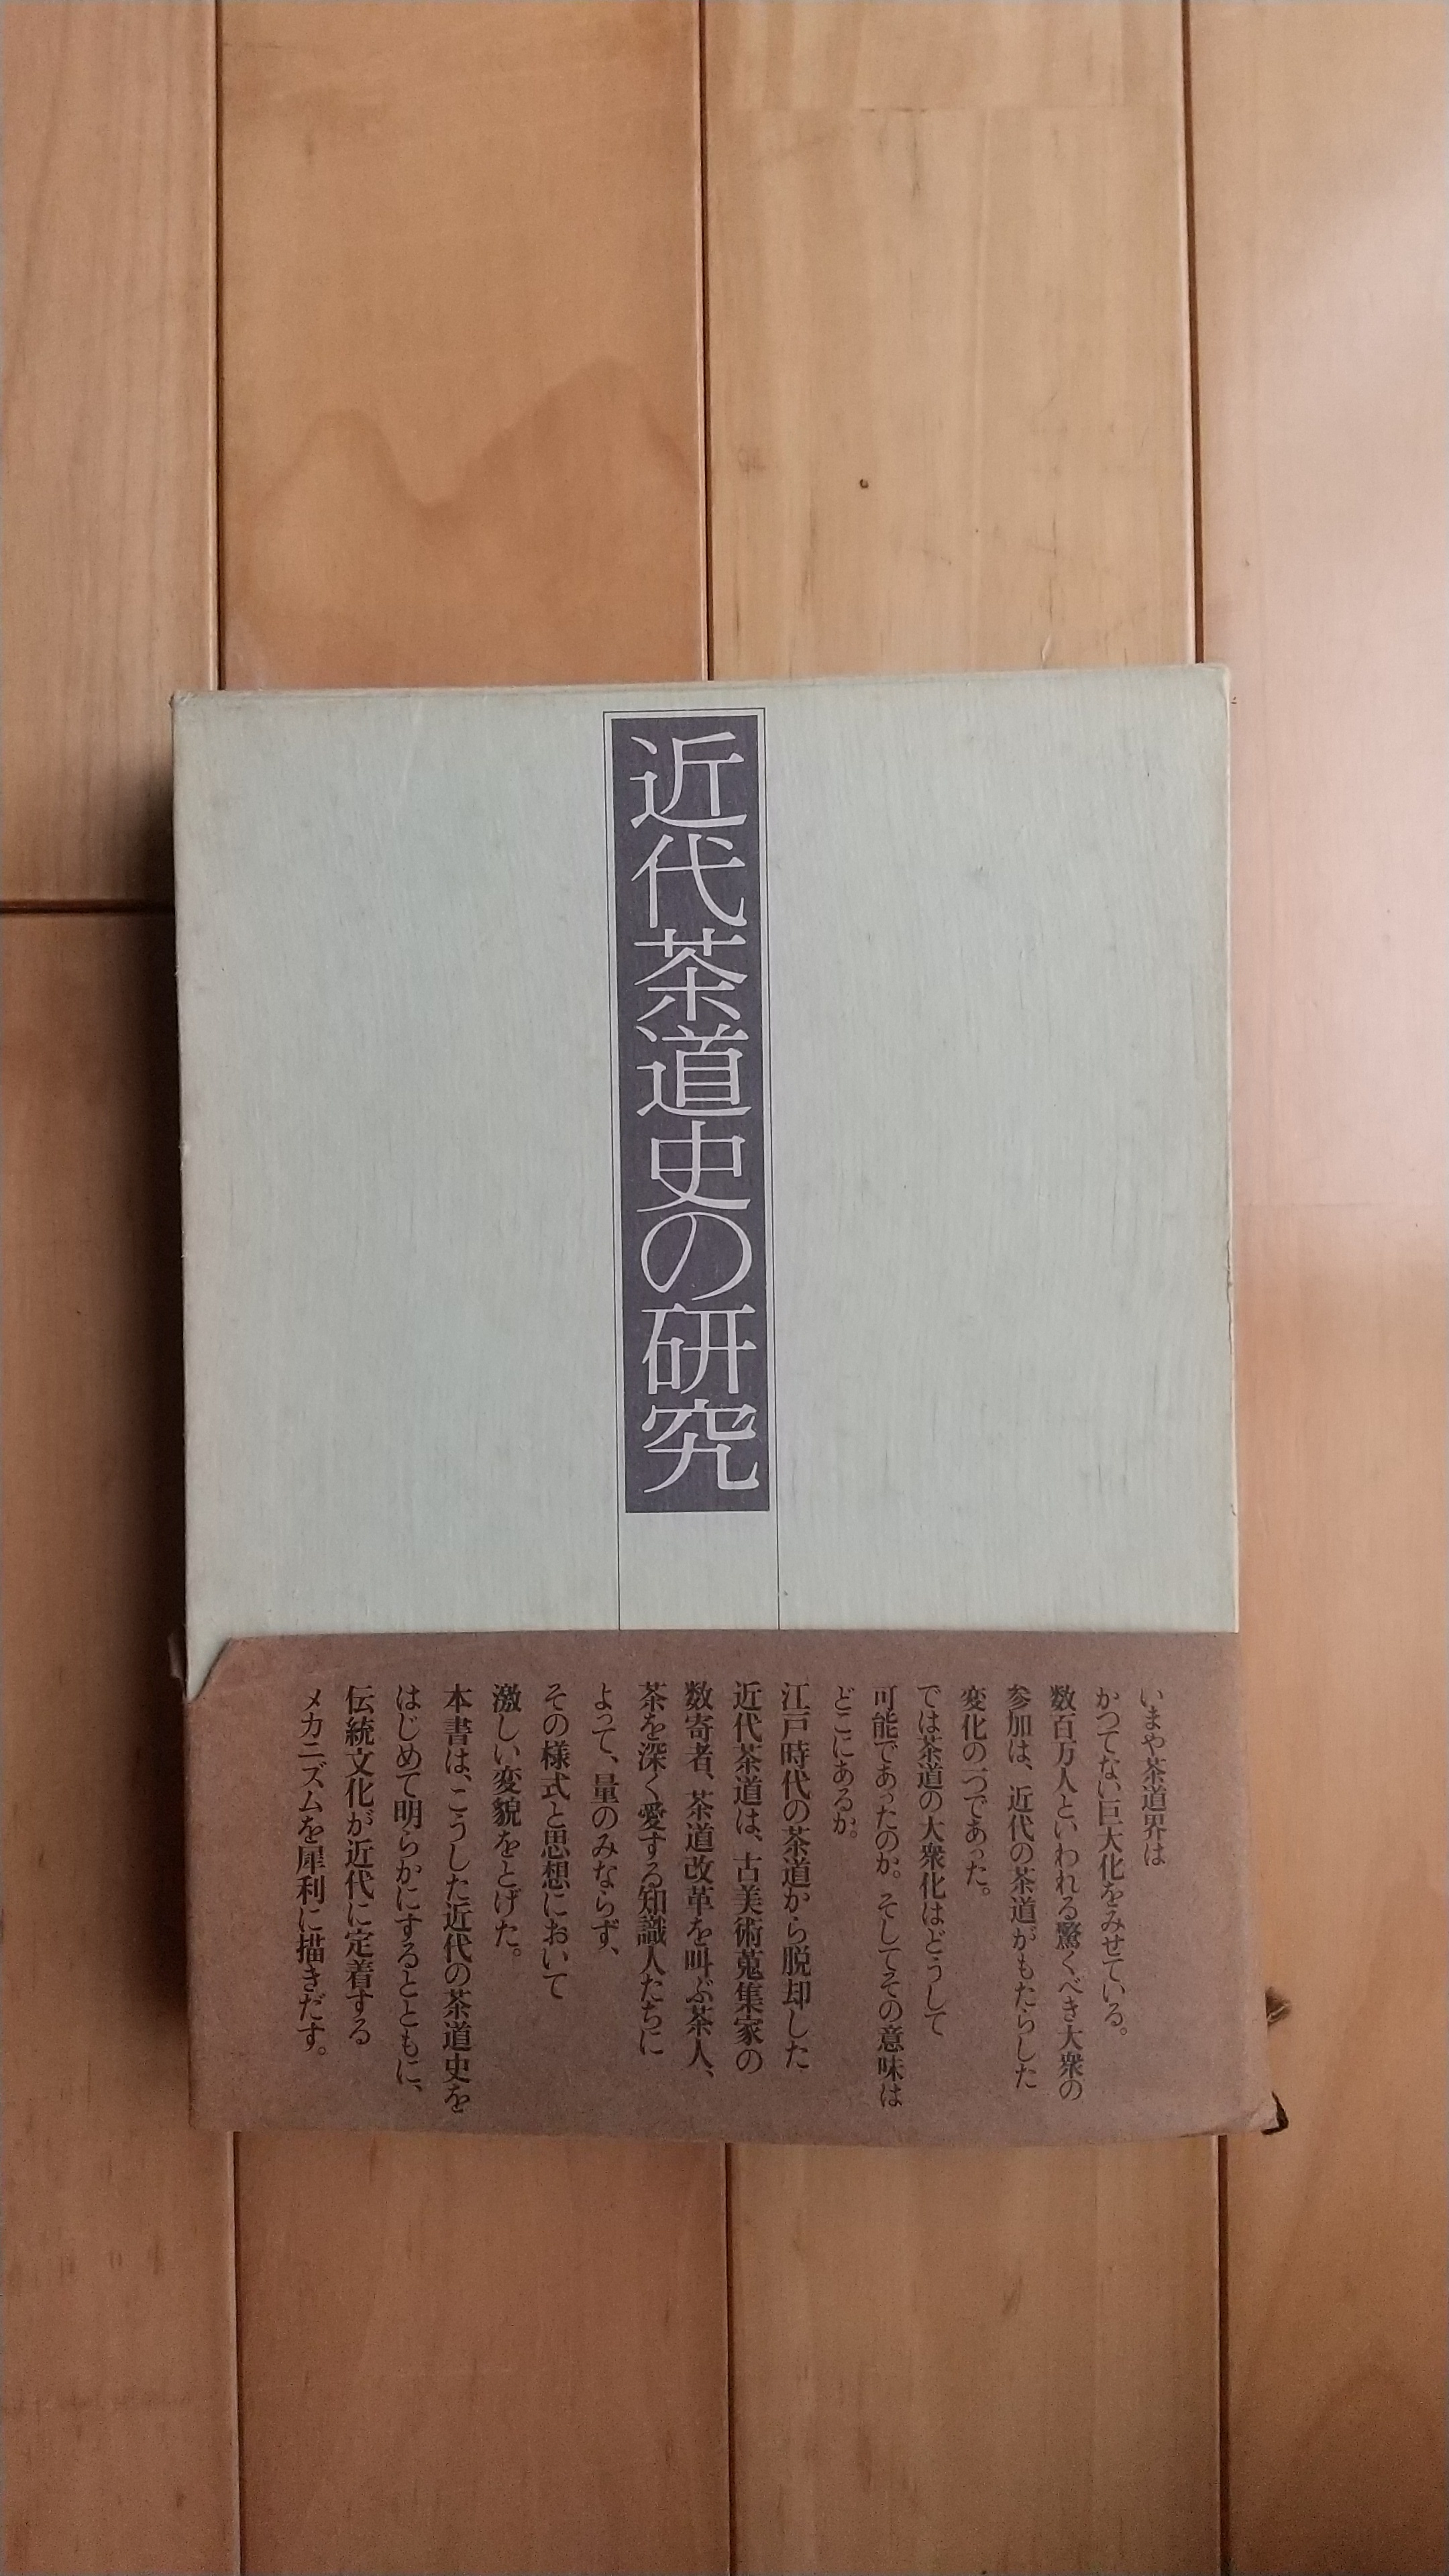 近代茶道史の研究
いまや茶道界は
かつてない巨大化をみせている。
数百万人といわれる驚くべき大衆の
参加は、近代の茶道がもたらした
変化の一つであった。
では茶道の大衆化はどうして
可能であったのか。そしてその意味は
どこにあるか。
江戸時代の茶道から脱却した
近代茶道は、古美術蒐集家の
数寄者、茶道改革を叫ぶ茶人、
茶を深く愛する知識人たちに
よって、量のみならず、
その様式と思想において
激しい変貌をとげた。
本書は、こうした近代の茶道史を
はじめて明らかにするとともに、
伝統文化が近代に定着する
メカニズムを犀利に描きだす。